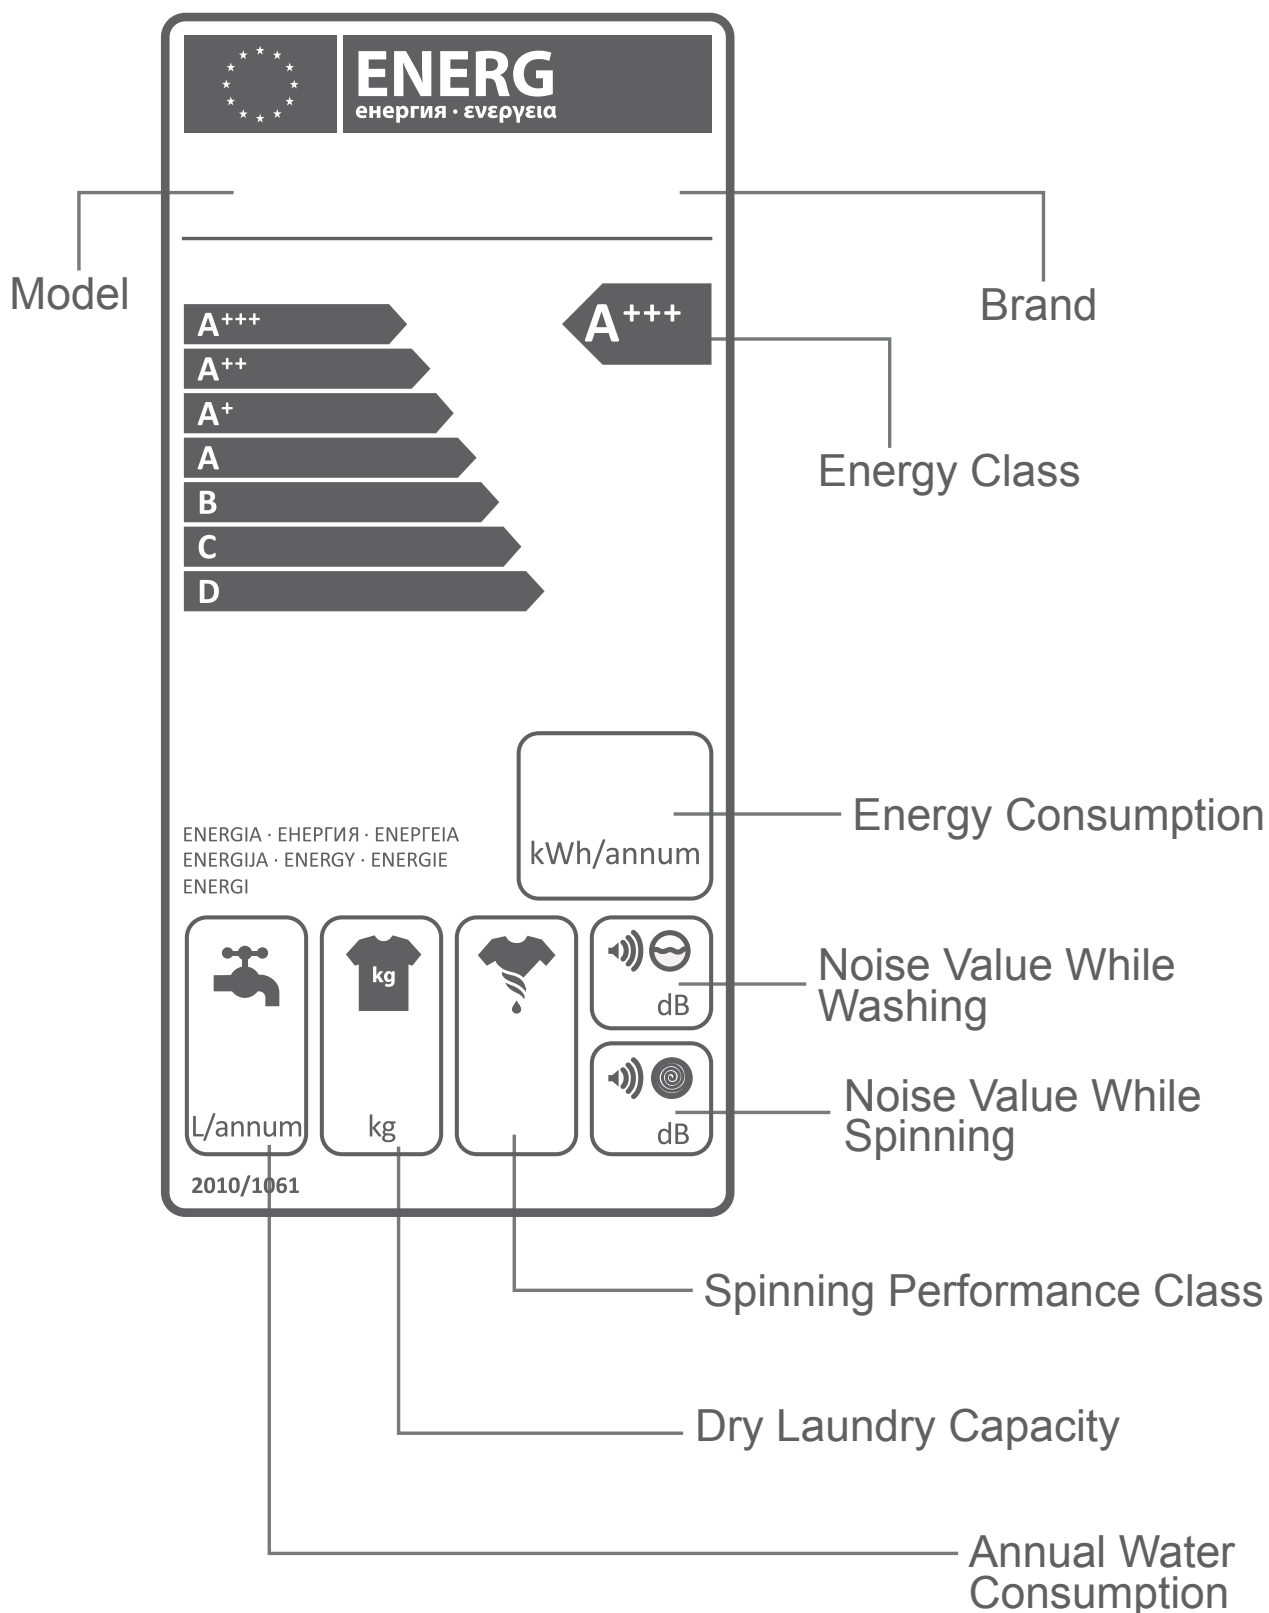 ENERG
енергия · ενεργεια
Model
Brand
A+++
A+++
A++
A+
A
B
C
D
Energy Class
kWh/annum
Energy Consumption
ENERGIA · ЕНЕРГИЯ · ΕΝΕΡΓΕΙΑ
ENERGIJA · ENERGY · ENERGIE
ENERGI
L/annum
kg
kg
dB
Noise Value While
Washing
dB
Noise Value While
Spinning
2010/1061
Spinning Performance Class
Dry Laundry Capacity
Annual Water
Consumption